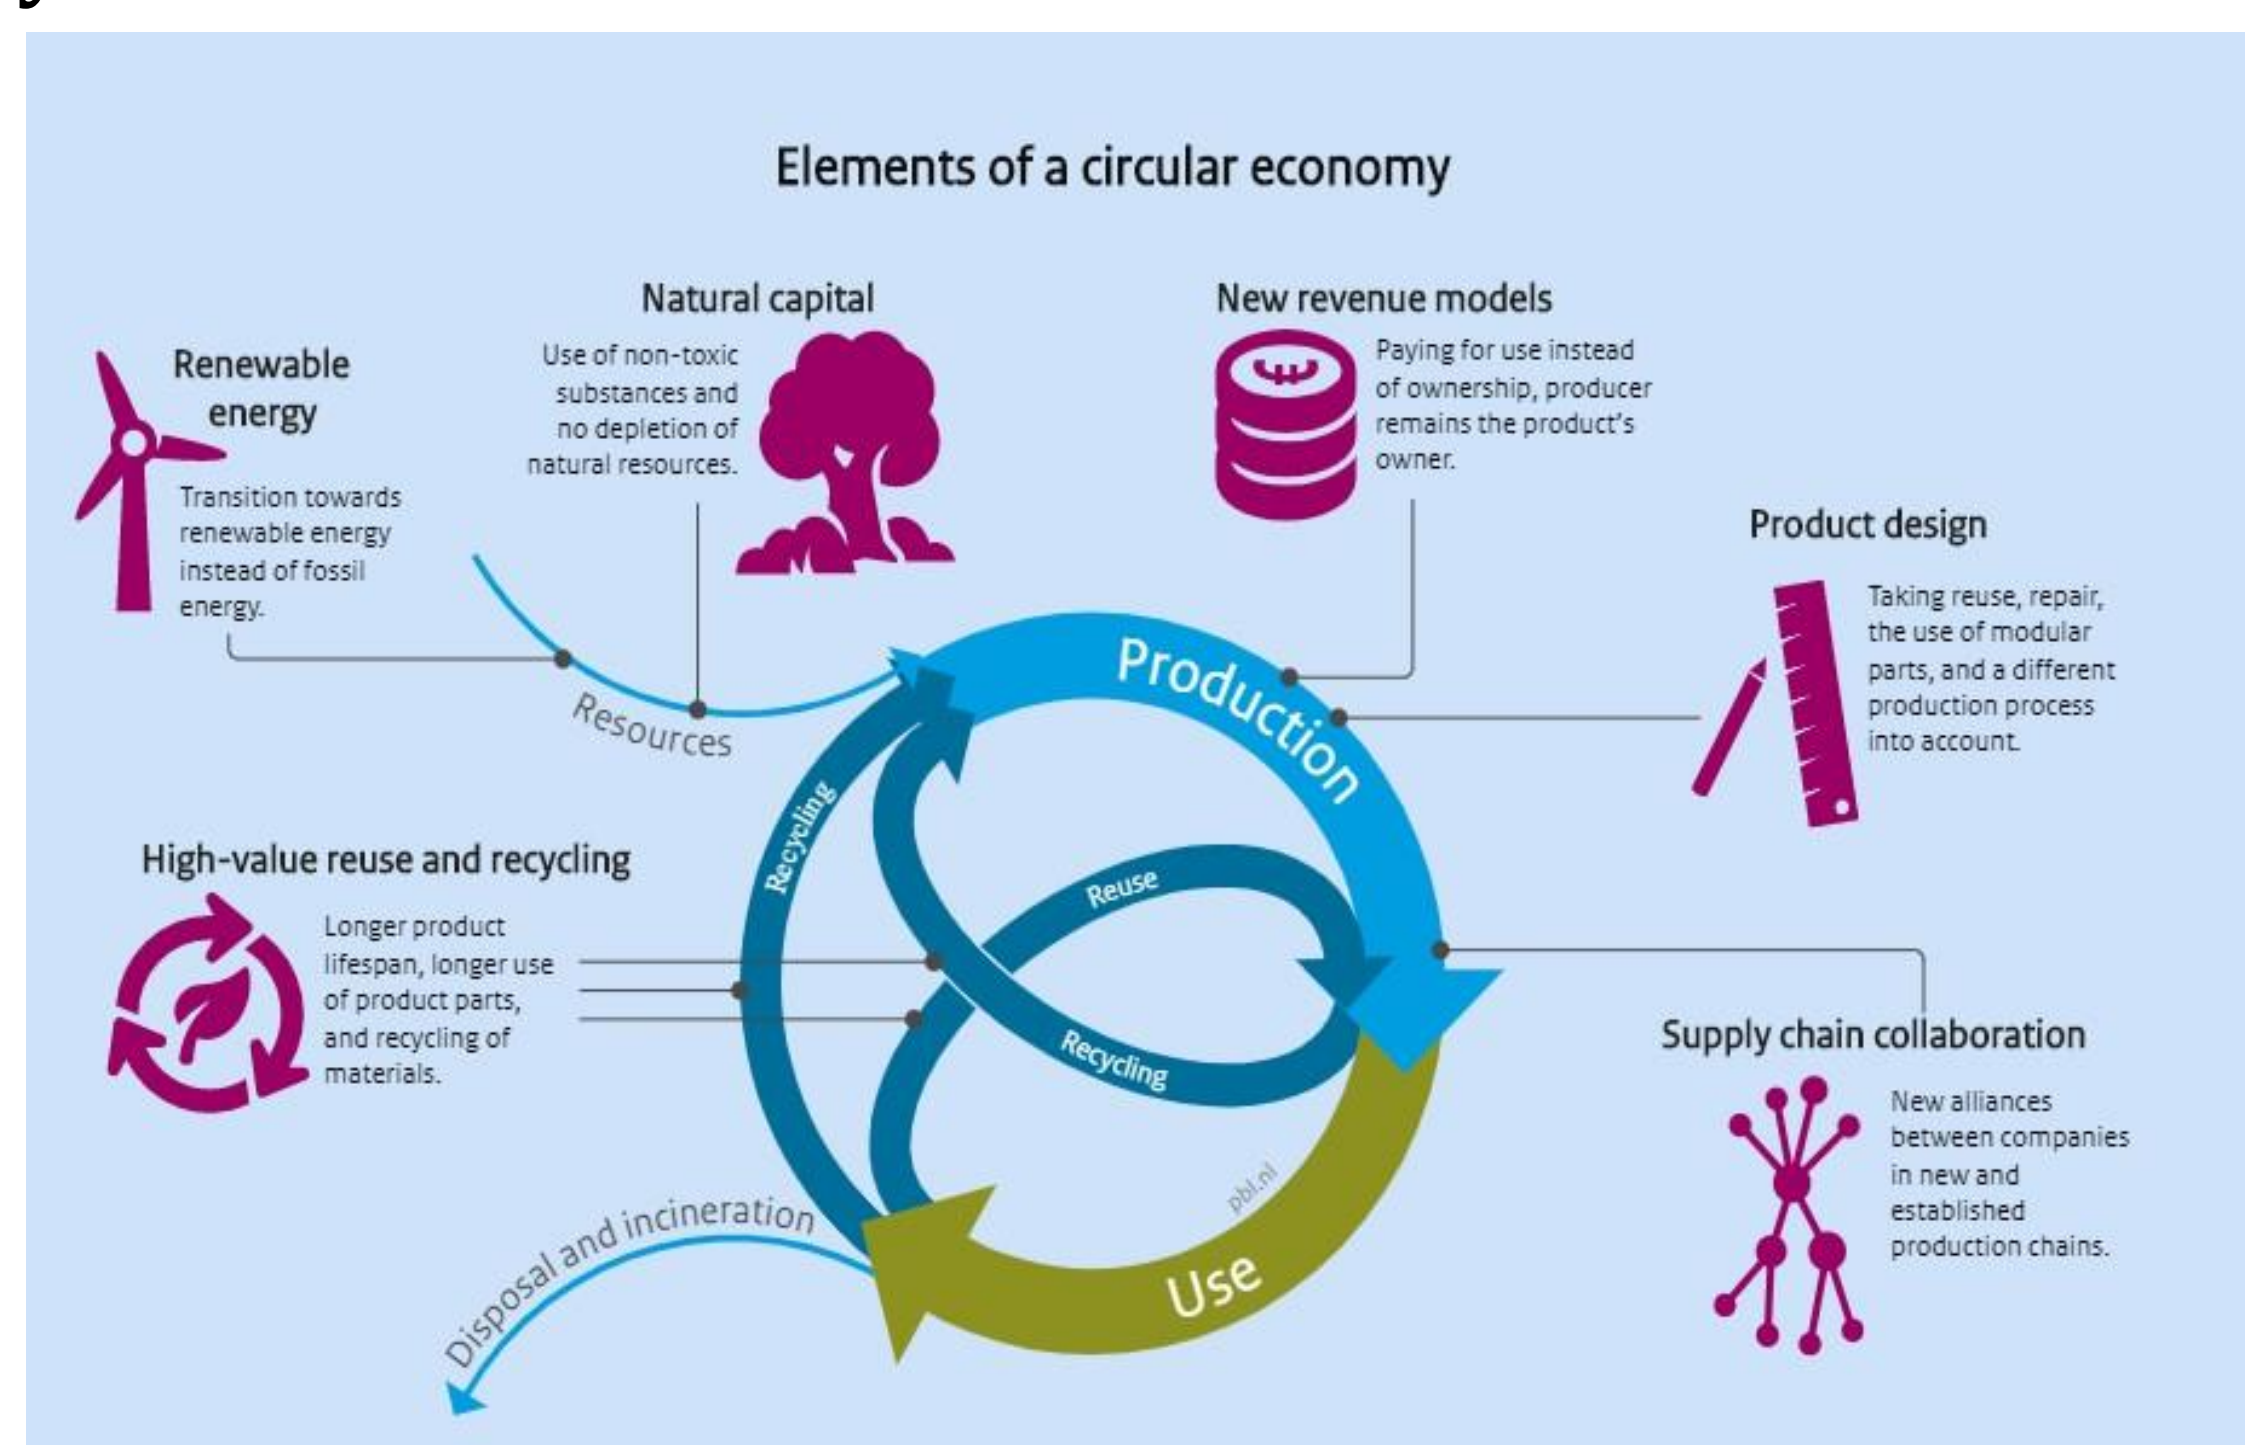 Elements of a circular economy
Renewable
energy
Transition towards
renewable energy
instead of fossil
energy.
Natural capital
Use of non-toxic
substances and
no depletion of
natural resources.
New revenue models
Paying for use instead
of ownership, producer
remains the product's
owner.
Product design
Taking reuse, repair,
the use of modular
parts, and a different
production process
into account.
Resources
Production
Recycling
Reuse
Recycling
High-value reuse and recycling
Longer product
lifespan, longer use
of product parts,
and recycling of
materials.
Supply chain collaboration
New alliances
between companies
in new and
established
production chains.
Disposal and incineration
Use
pbl.nl